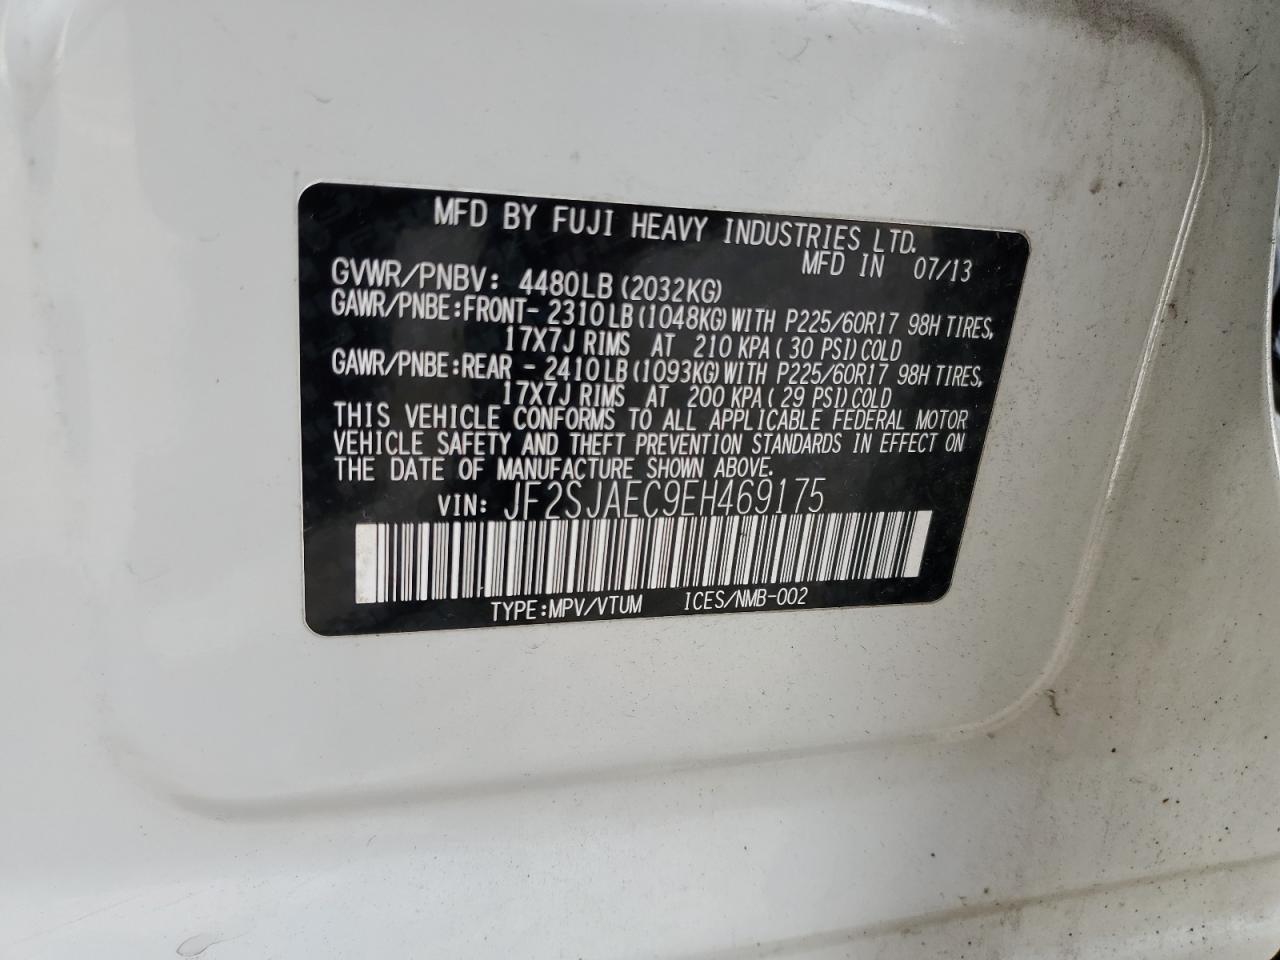 MFD BY FUJI HEAVY INDUSTRIES LTD.
MFD IN 07/13
GVWR/PNBV: 4480LB (2032KG)
GAWR/PNBE:FRONT- 2310LB (1048KG) WITH P225/60R17 98H TIRES,
17X7J RIMS AT 210 KPA ( 30 PSI) COLD
GAWR/PNBE:REAR - 2410LB (1093KG) WITH P225/60R17 98H TIRES,
17X7J RIMS AT 200 KPA ( 29 PSI) COLD
THIS VEHICLE CONFORMS TO ALL APPLICABLE FEDERAL MOTOR
VEHICLE SAFETY AND THEFT PREVENTION STANDARDS IN EFFECT ON
THE DATE OF MANUFACTURE SHOWN ABOVE.
VIN: JF2SJAEC9EH469175
TYPE:MPV/VTUM ICES/NMB-002